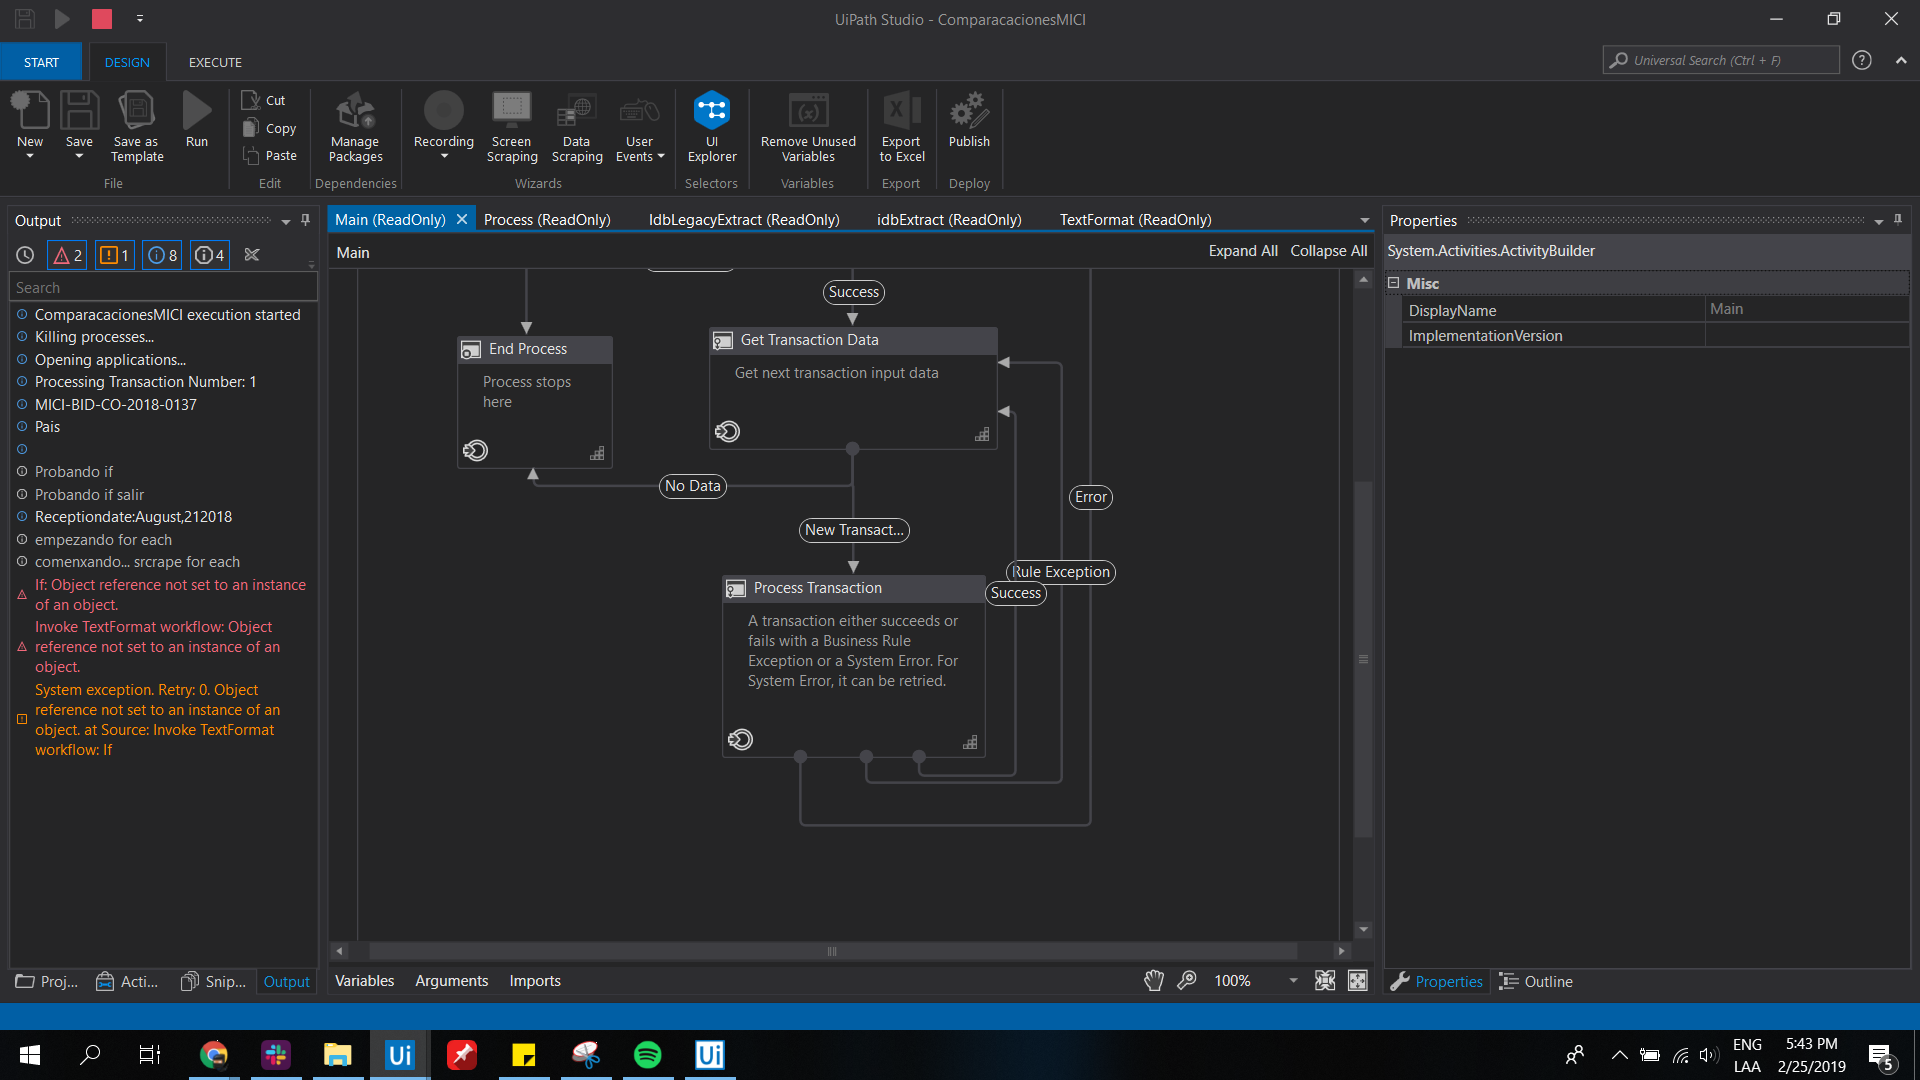 UiPath Studio - ComparacacionesMICI
START
DESIGN
EXECUTE
Universal Search (Ctrl + F)
New
Save
Save as
Template
Run
Cut
Copy
Paste
Manage
Packages
Recording
Screen
Scraping
Data
Scraping
User
Events
UI
Explorer
Remove Unused
Variables
Export
to Excel
Publish
File
Edit
Dependencies
Wizards
Selectors
Variables
Export
Deploy
Output
2
1
8
4
Search
ComparacacionesMICI execution started
Killing processes...
Opening applications...
Processing Transaction Number: 1
MICI-BID-CO-2018-0137
Pais
Probando if
Probando if salir
Receptiondate:August,212018
empezando for each
comenxando... srcrape for each
If: Object reference not set to an instance
of an object.
Invoke TextFormat workflow: Object
reference not set to an instance of an
object.
System exception. Retry: 0. Object
reference not set to an instance of an
object. at Source: Invoke TextFormat
workflow: If
Proj...
Acti...
Snip...
Output
Main (ReadOnly)
Process (ReadOnly)
IdbLegacyExtract (ReadOnly)
idbExtract (ReadOnly)
TextFormat (ReadOnly)
Main
Expand All
Collapse All
Success
End Process
Process stops
here
Get Transaction Data
Get next transaction input data
No Data
Error
New Transact...
Rule Exception
Success
Process Transaction
A transaction either succeeds or
fails with a Business Rule
Exception or a System Error. For
System Error, it can be retried.
Variables
Arguments
Imports
100%
Properties
System.Activities.ActivityBuilder
Misc
DisplayName
Main
ImplementationVersion
Properties
Outline
Ui
Ui
ENG
LAA
5:43 PM
2/25/2019
5